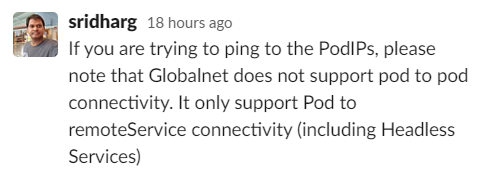 sridharg 18 hours ago
If you are trying to ping to the PodIPs, please
note that Globalnet does not support pod to pod
connectivity. It only support Pod to
remoteService connectivity (including Headless
Services)